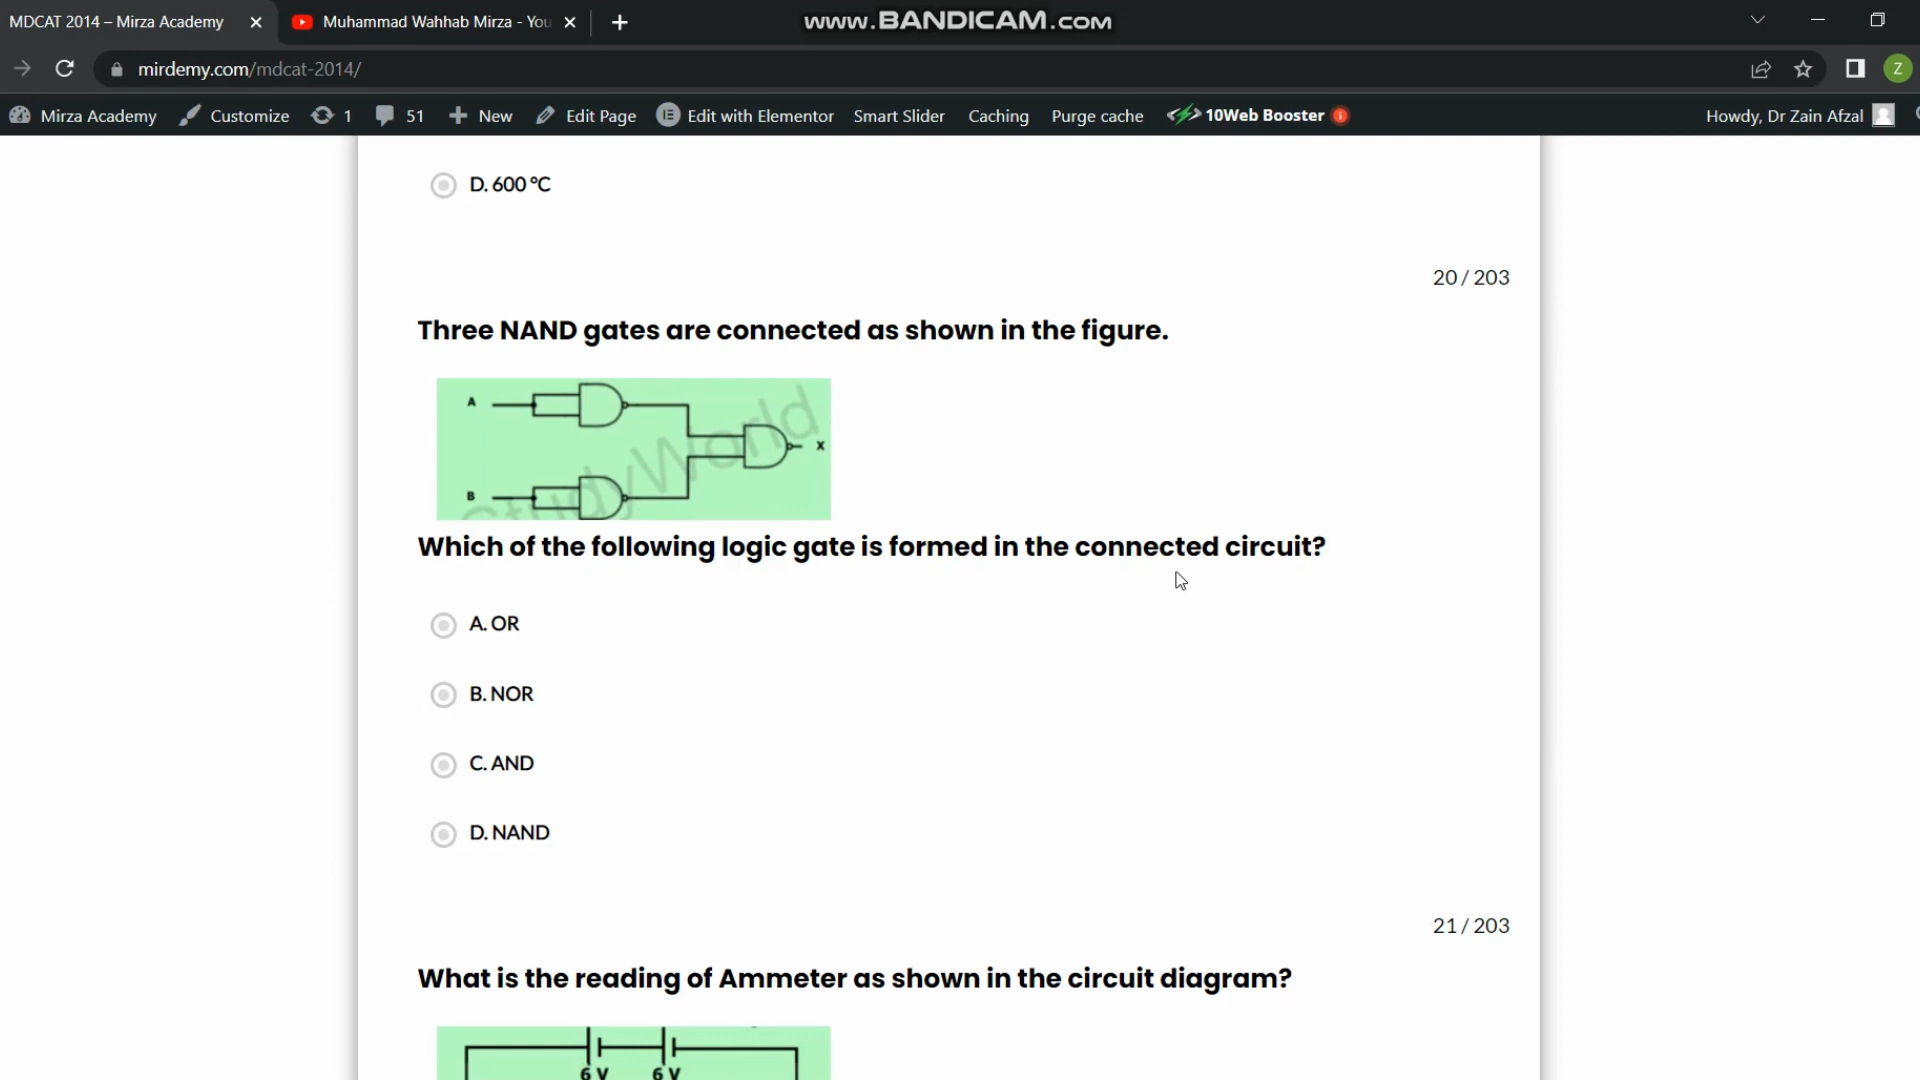 MDCAT 2014 – Mirza Academy
Muhammad Wahhab Mirza - You
www.BANDICAM.com
mirdemy.com/mdcat-2014/
Z
Mirza Academy
Customize
1
51
New
Edit Page
Edit with Elementor
Smart Slider
Caching
Purge cache
10Web Booster
Howdy, Dr Zain Afzal
D. 600 °C
20 / 203
Three NAND gates are connected as shown in the figure.
A
B
X
StudyWorld
Which of the following logic gate is formed in the connected circuit?
A. OR
B. NOR
C. AND
D. NAND
21 / 203
What is the reading of Ammeter as shown in the circuit diagram?
6 V 6 V